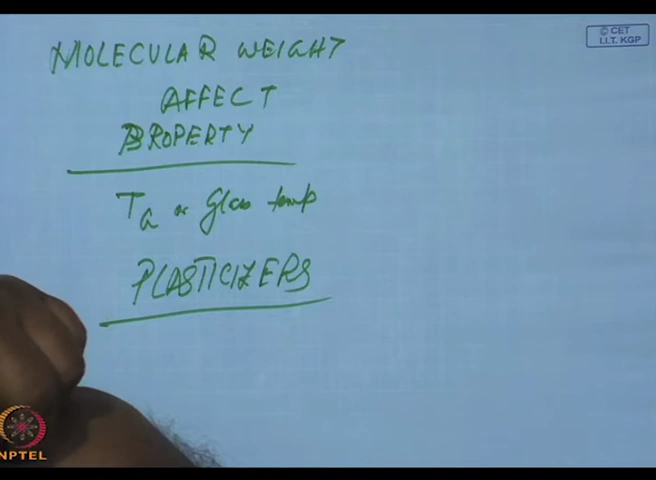 MOLECULAR WEIGHT
AFFECT
PROPERTY
TG or Glass temp
PLASTICIZERS
© CET
I.I.T. KGP
NPTEL